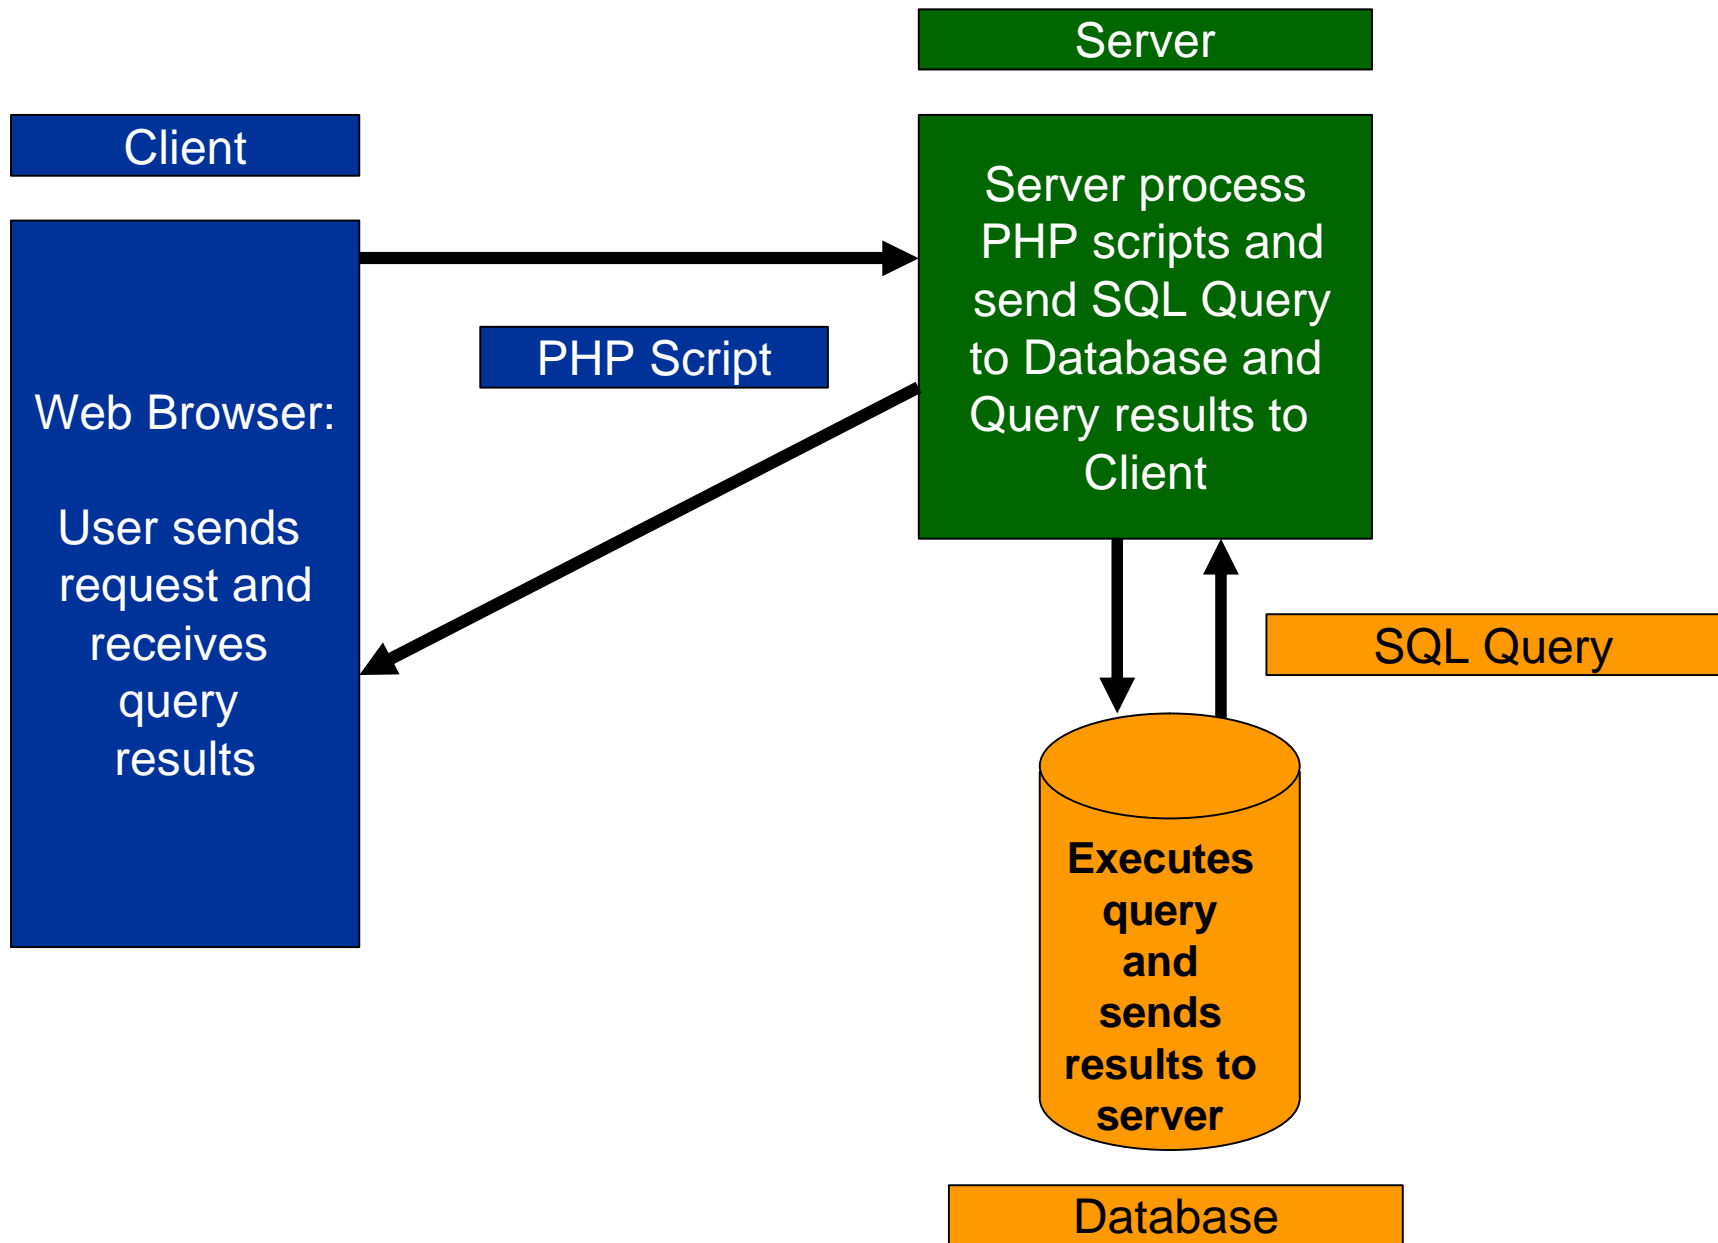 Server
Client
Server process
PHP scripts and
send SQL Query
to Database and
Query results to
Client
PHP Script
Web Browser:
User sends
request and
receives
query
results
SQL Query
Executes
query
and
sends
results to
server
Database